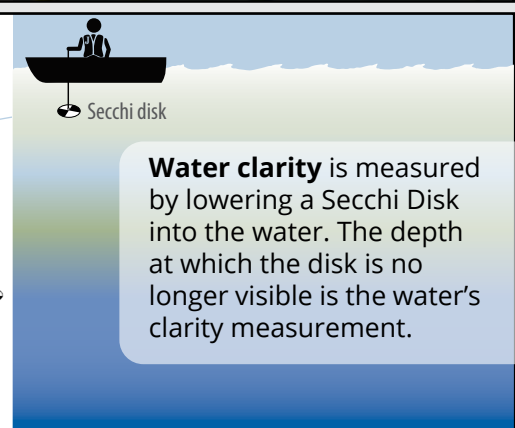 Secchi disk
Water clarity is measured
by lowering a Secchi Disk
into the water. The depth
at which the disk is no
longer visible is the water's
clarity measurement.